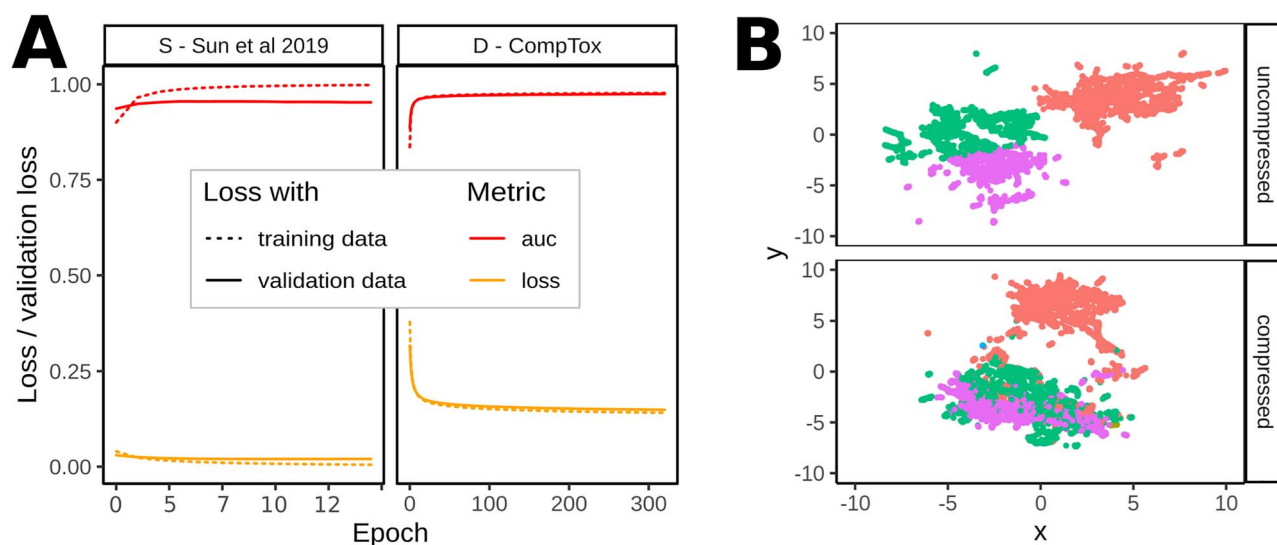 A
S - Sun et al 2019
D - CompTox
Loss / validation loss
1.00
0.75
0.50
0.25
0.00
Loss with
training data
validation data
Metric
auc
loss
0 5 7 10 12
0 100 200 300
Epoch
B
y
10
5
0
-5
-10
uncompressed
10
5
0
-5
-10
compressed
-10 -5 0 5 10
x